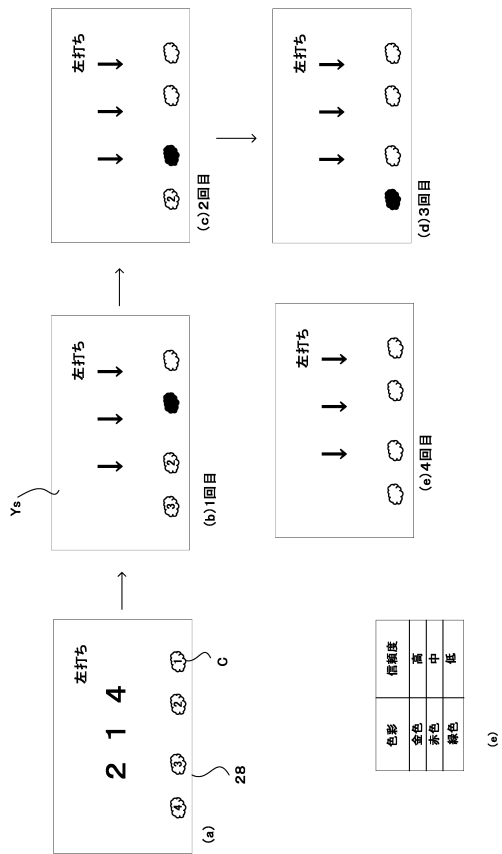 Ys
左打ち
2 1 4
4 3 2 1
28
C
(a)
左打ち
3 2
(b)1回目
左打ち
2
(c)2回目
左打ち
(d)3回目
左打ち
(e)4回目
色彩 信頼度
金色 高
赤色 中
緑色 低
(e)